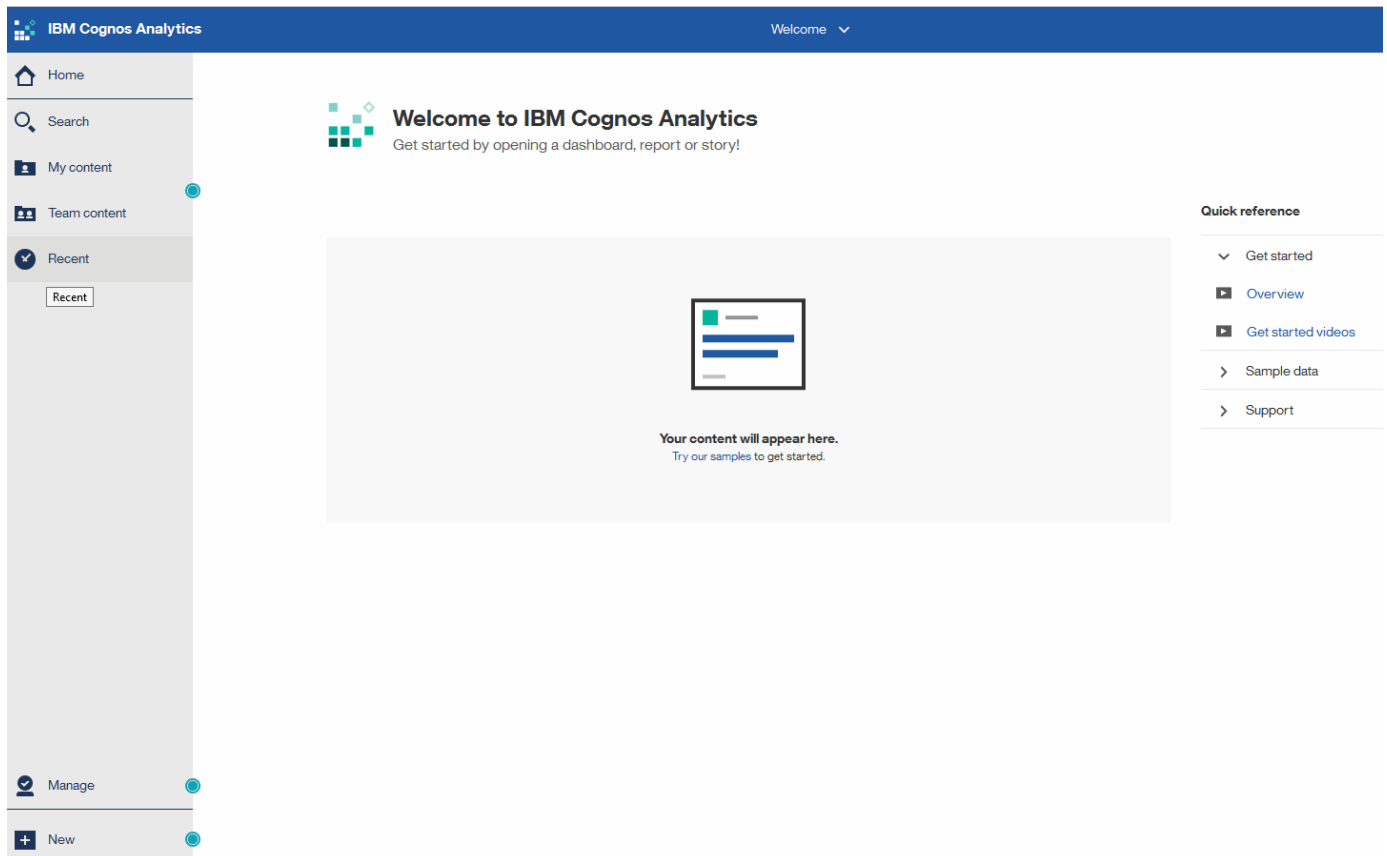 IBM Cognos Analytics
Welcome
Home
Search
My content
Team content
Recent
Recent
Manage
New
Welcome to IBM Cognos Analytics
Get started by opening a dashboard, report or story!
Your content will appear here.
Try our samples to get started.
Quick reference
Get started
Overview
Get started videos
Sample data
Support